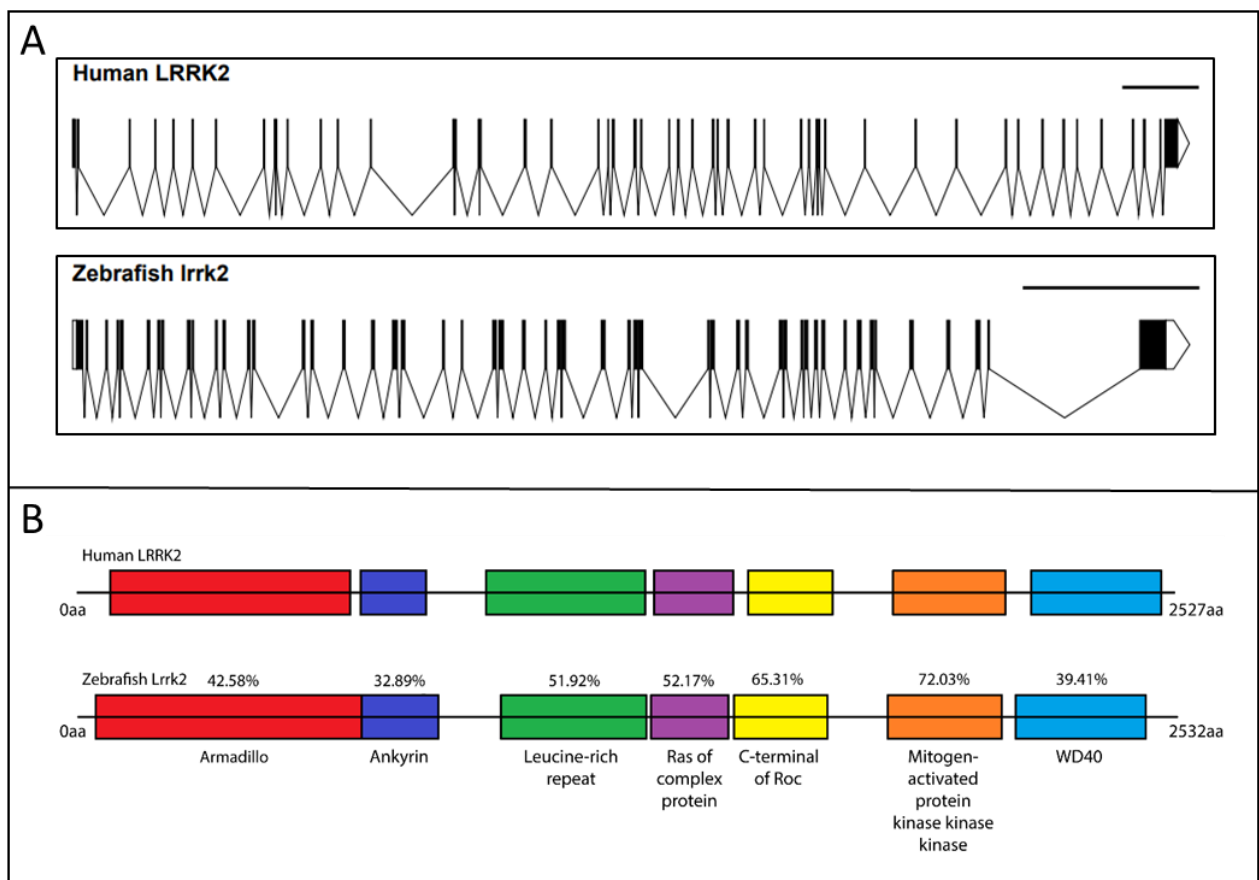 A
Human LRRK2
Zebrafish lrrk2
B
Human LRRK2
0aa
2527aa
Zebrafish Lrrk2
42.58%
32.89%
51.92%
52.17%
65.31%
72.03%
39.41%
0aa
2532aa
Armadillo
Ankyrin
Leucine-rich
repeat
Ras of
complex
protein
C-terminal
of Roc
Mitogen-
activated
protein
kinase kinase
kinase
WD40